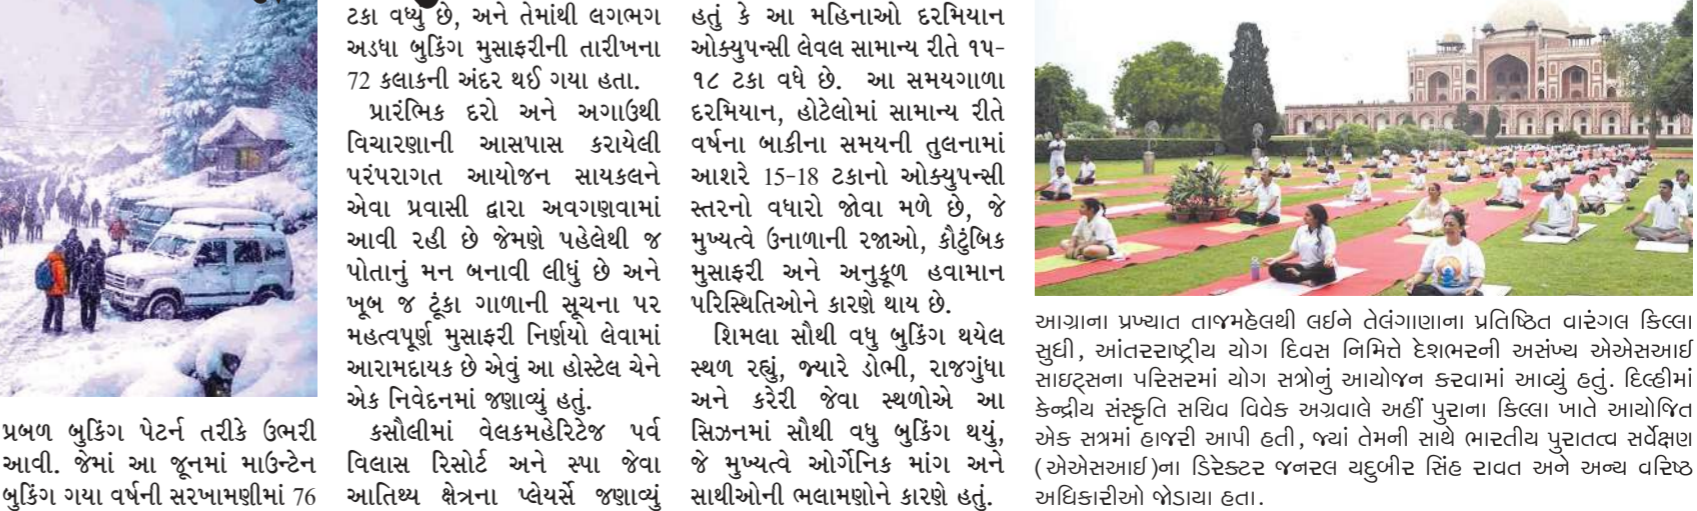 પ્રબળ બુકિંગ પેટર્ન તરીકે ઉભરી
આવી. જેમાં આ જૂનમાં માઉન્ટેન
બુકિંગ ગયા વર્ષની સરખામણીમાં 76
ટકા વધ્યું છે, અને તેમાંથી લગભગ
અડધા બુકિંગ મુસાફરીની તારીખના
72 કલાકની અંદર થઈ ગયા હતા.
પ્રારંભિક દરો અને અગાઉથી
વિચારણાની આસપાસ કરાયેલી
પરંપરાગત આયોજન સાયકલને
એવા પ્રવાસી દ્વારા અવગણવામાં
આવી રહી છે જેમણે પહેલેથી જ
પોતાનું મન બનાવી લીધું છે અને
ખૂબ જ ટૂંકા ગાળાની સૂચના પર
મહત્વપૂર્ણ મુસાફરી નિર્ણયો લેવામાં
આરામદાયક છે એવું આ હોસ્ટેલ ચેને
એક નિવેદનમાં જણાવ્યું હતું.
કસૌલીમાં વેલકમહેરિટેજ પર્વ
વિલાસ રિસોર્ટ અને સ્પા જેવા
આતિથ્ય ક્ષેત્રના પ્લેયર્સે જણાવ્યું
હતું કે આ મહિનાઓ દરમિયાન
ઓક્યુપન્સી લેવલ સામાન્ય રીતે ૧૫-
૧૮ ટકા વધે છે. આ સમયગાળા
દરમિયાન, હોટેલોમાં સામાન્ય રીતે
વર્ષના બાકીના સમયની તુલનામાં
આશરે 15-18 ટકાનો ઓક્યુપન્સી
સ્તરનો વધારો જોવા મળે છે, જે
મુખ્યત્વે ઉનાળાની રજાઓ, કૌટુંબિક
મુસાફરી અને અનુકૂળ હવામાન
પરિસ્થિતિઓને કારણે થાય છે.
શિમલા સૌથી વધુ બુકિંગ થયેલ
સ્થળ રહ્યું, જ્યારે ડોભી, રાજગુંધા
અને કરેરી જેવા સ્થળોએ આ
સિઝનમાં સૌથી વધુ બુકિંગ થયું,
જે મુખ્યત્વે ઓર્ગેનિક માંગ અને
સાથીઓની ભલામણોને કારણે હતું.
આગ્રાના પ્રખ્યાત તાજમહેલથી લઈને તેલંગાણાના પ્રતિષ્ઠિત વારંગલ કિલ્લા
સુધી, આંતરરાષ્ટ્રીય યોગ દિવસ નિમિત્તે દેશભરની અસંખ્ય એએસઆઈ
સાઇટ્સના પરિસરમાં યોગ સત્રોનું આયોજન કરવામાં આવ્યું હતું. દિલ્હીમાં
કેન્દ્રીય સંસ્કૃતિ સચિવ વિવેક અગ્રવાલે અહીં પુરાના કિલ્લા ખાતે આયોજિત
એક સત્રમાં હાજરી આપી હતી, જ્યાં તેમની સાથે ભારતીય પુરાતત્વ સર્વેક્ષણ
(એએસઆઈ)ના ડિરેક્ટર જનરલ યદુબીર સિંહ રાવત અને અન્ય વરિષ્ઠ
અધિકારીઓ જોડાયા હતા.